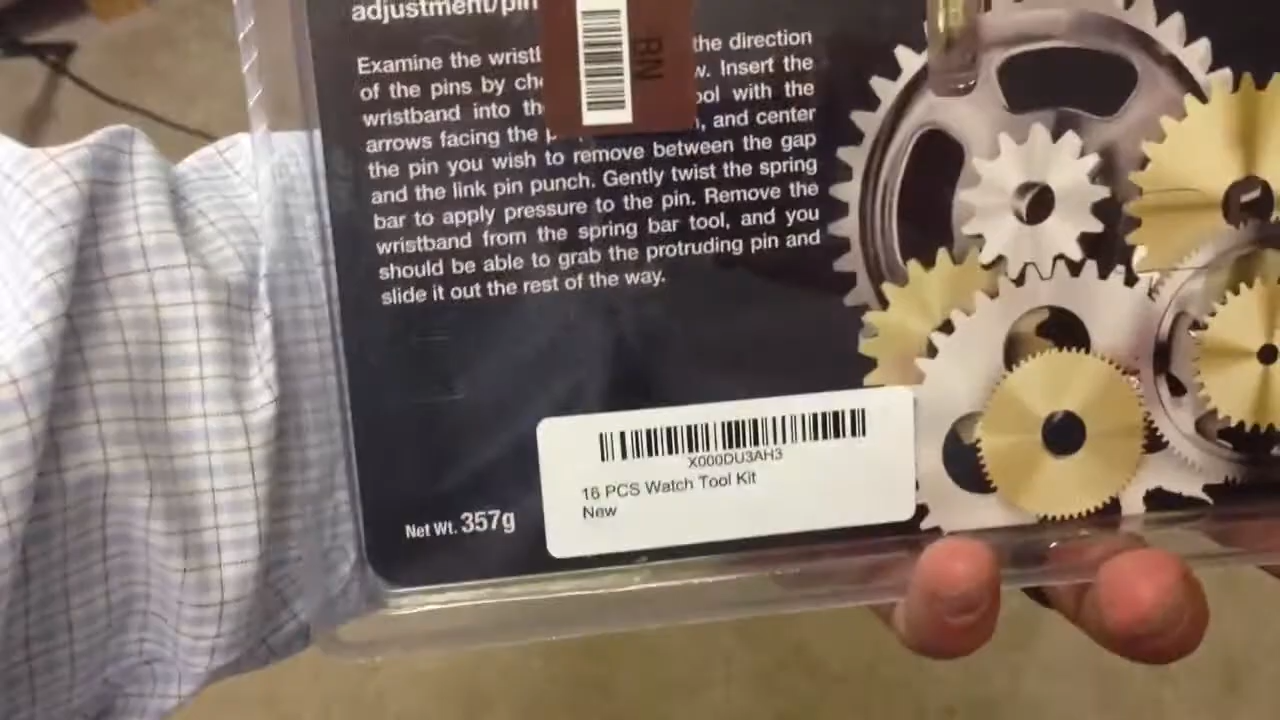 adjustment/pin
Examine the wristl the direction
of the pins by che w. Insert the
wristband into the ool with the
arrows facing the p , and center
the pin you wish to remove between the gap
and the link pin punch. Gently twist the spring
bar to apply pressure to the pin. Remove the
wristband from the spring bar tool, and you
should be able to grab the protruding pin and
slide it out the rest of the way.
BN
X000DU3AH3
16 PCS Watch Tool Kit
New
Net Wt. 357g